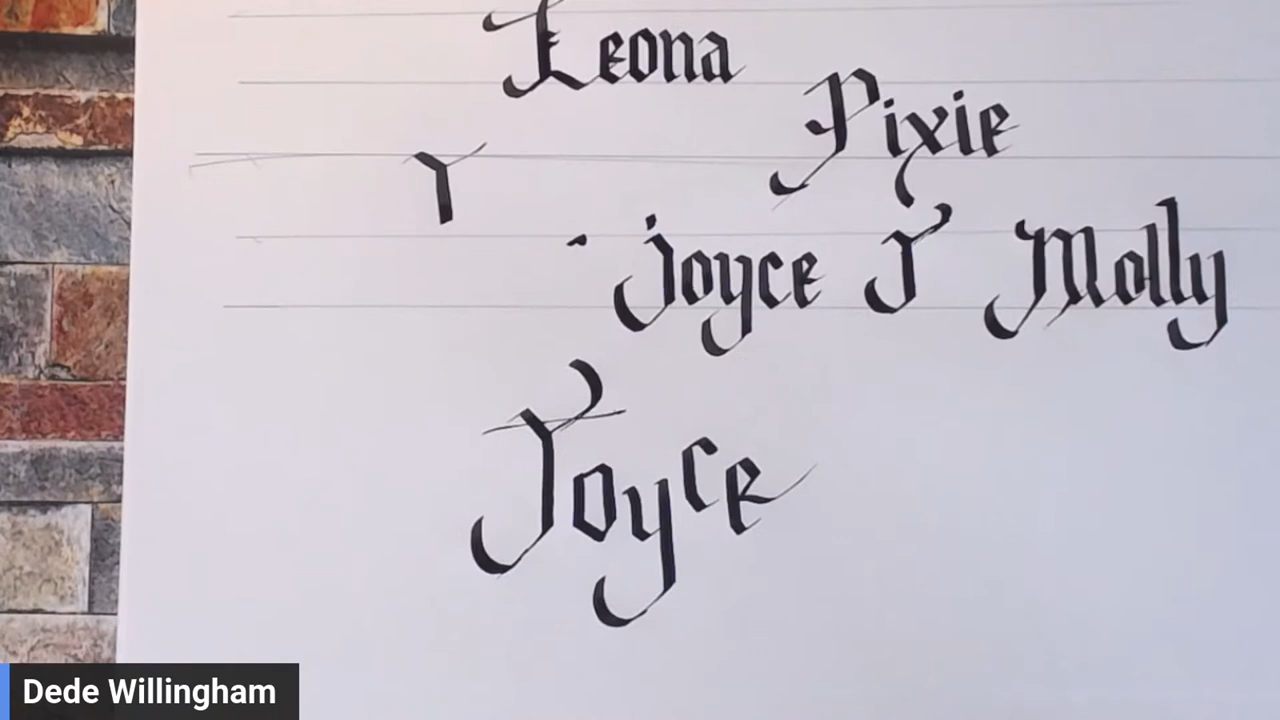 Leona
Pixie
Y
Joyce J Molly
Joyce
Dede Willingham